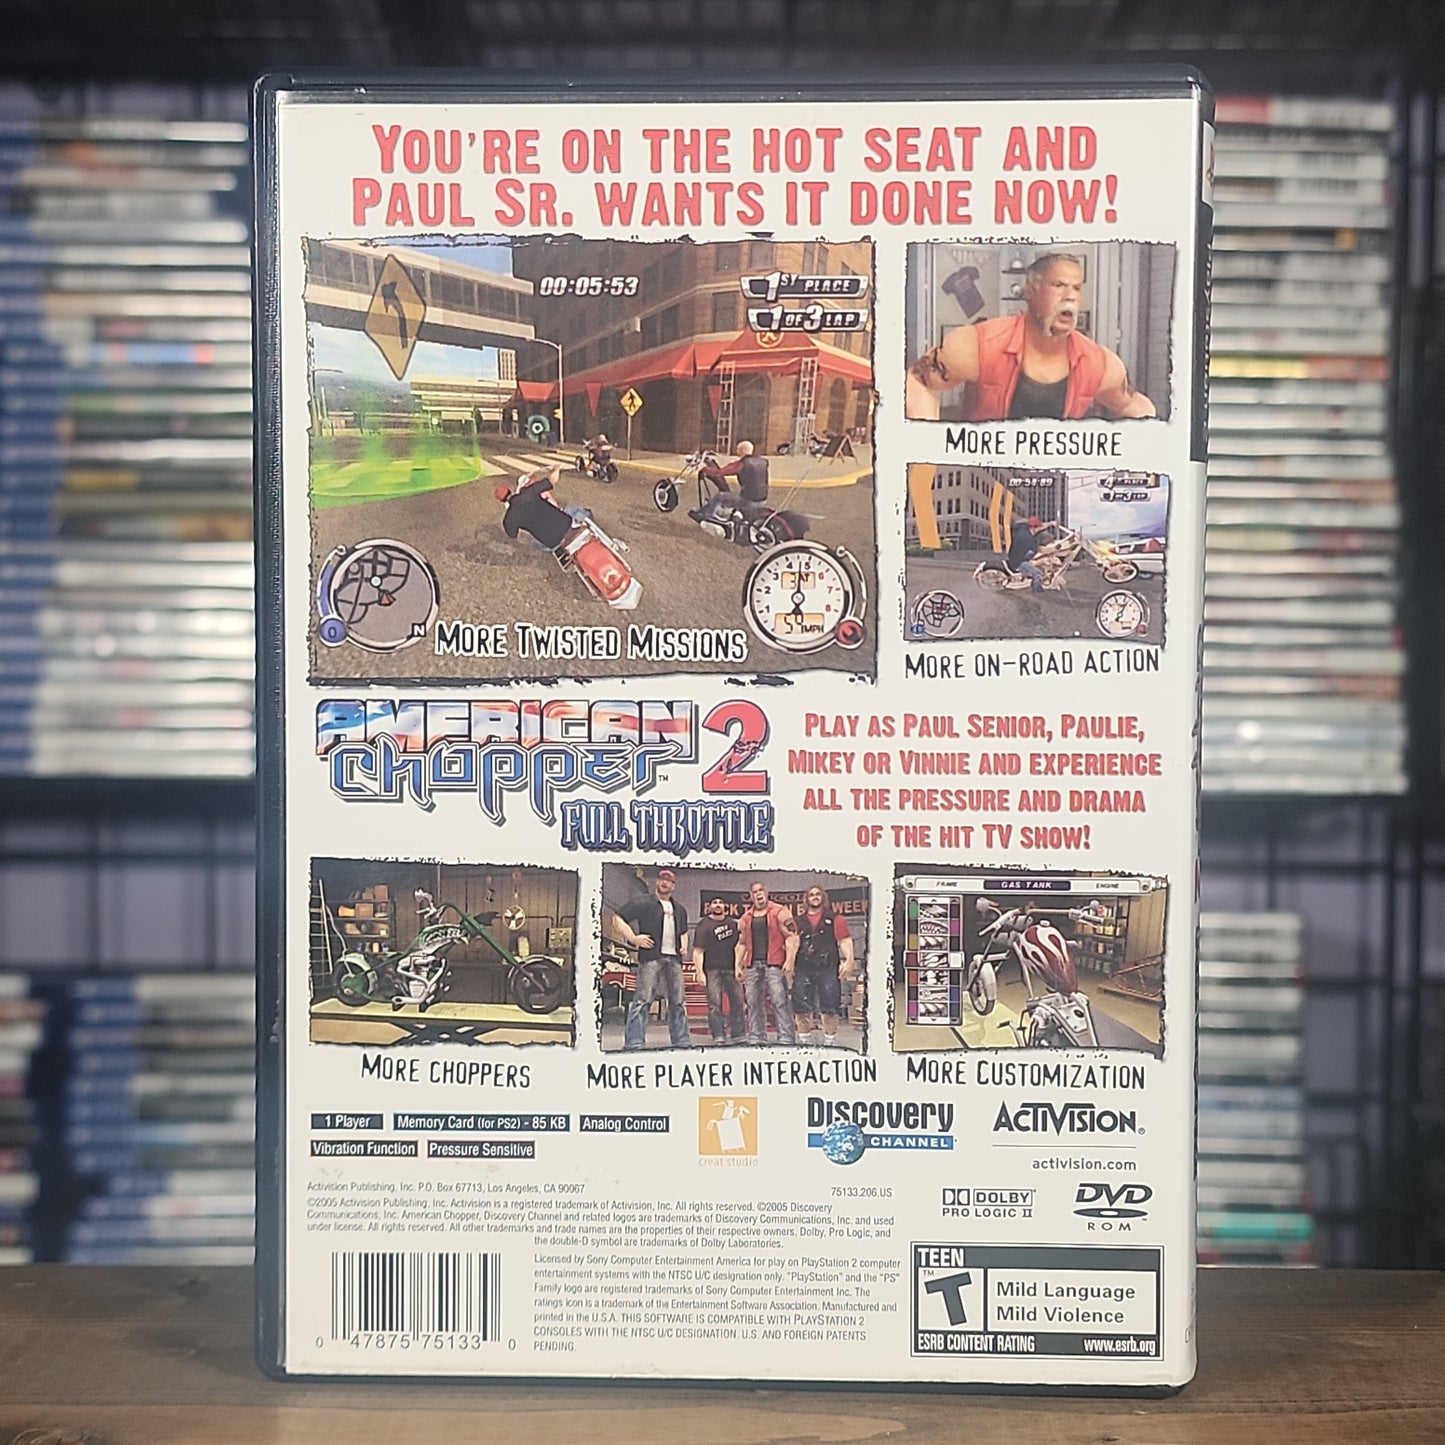 YOU'RE ON THE HOT SEAT AND
PAUL SR. WANTS IT DONE NOW!
00:05:53
1ST PLACE
1 OF 3 LAP
MORE TWISTED MISSIONS
MORE PRESSURE
MORE ON-ROAD ACTION
AMERICAN
chopper™ 2
FULL THROTTLE
PLAY AS PAUL SENIOR, PAULIE,
MIKEY OR VINNIE AND EXPERIENCE
ALL THE PRESSURE AND DRAMA
OF THE HIT TV SHOW!
FRAME GAS TANK ENGINE
MORE CHOPPERS
MORE PLAYER INTERACTION
MORE CUSTOMIZATION
1 Player Memory Card (for PS2) - 85 KB Analog Control
Vibration Function Pressure Sensitive
creat studio
Discovery
CHANNEL
ACTIVISION®
activision.com
Activision Publishing, Inc. P.O. Box 67713, Los Angeles, CA 90067
75133.206.US
©2005 Activision Publishing, Inc. Activision is a registered trademark of Activision, Inc. All rights reserved. ©2005 Discovery
Communications, Inc. American Chopper, Discovery Channel and related logos are trademarks of Discovery Communications, Inc. and used
under license. All rights reserved. All other trademarks and trade names are the properties of their respective owners. Dolby, Pro Logic, and
the double-D symbol are trademarks of Dolby Laboratories.
DOLBY
PRO LOGIC II
DVD
ROM
Licensed by Sony Computer Entertainment America for play on PlayStation 2 computer
entertainment systems with the NTSC U/C designation only. "PlayStation" and the "PS"
Family logo are registered trademarks of Sony Computer Entertainment Inc. The
ratings icon is a trademark of the Entertainment Software Association. Manufactured and
printed in the U.S.A. THIS SOFTWARE IS COMPATIBLE WITH PLAYSTATION 2
CONSOLES WITH THE NTSC U/C DESIGNATION. U.S. AND FOREIGN PATENTS
PENDING.
0 47875 75133 0
TEEN
T™
Mild Language
Mild Violence
ESRB CONTENT RATING www.esrb.org